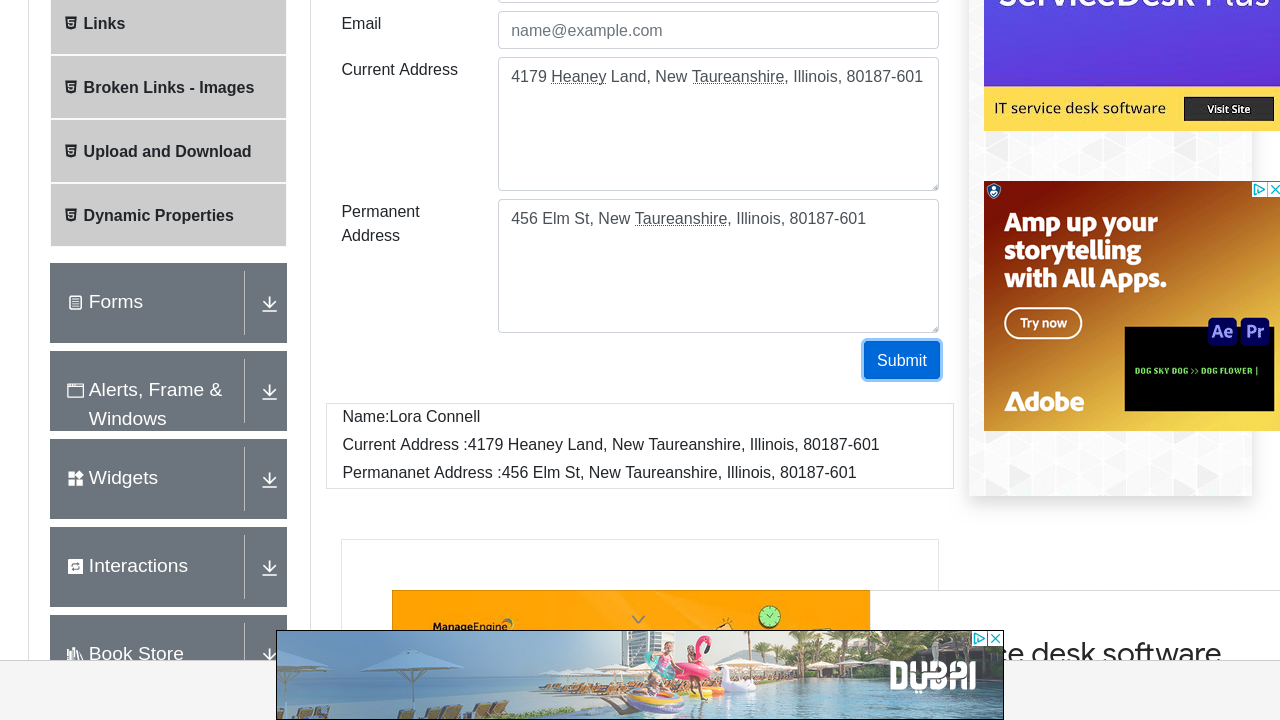 Links
Broken Links - Images
Upload and Download
Dynamic Properties
Forms
Alerts, Frame &
Windows
Widgets
Interactions
Book Store
Email
name@example.com
Current Address
4179 Heaney Land, New Taureanshire, Illinois, 80187-601
Permanent
Address
456 Elm St, New Taureanshire, Illinois, 80187-601
Submit
Name:Lora Connell
Current Address :4179 Heaney Land, New Taureanshire, Illinois, 80187-601
Permananet Address :456 Elm St, New Taureanshire, Illinois, 80187-601
ServiceDesk Plus
IT service desk software
Visit Site
Amp up your
storytelling
with All Apps.
Try now
Ae Pr
DOG SKY DOG >> DOG FLOWER |
Adobe
ManageEngine
ce desk software
DUBAI